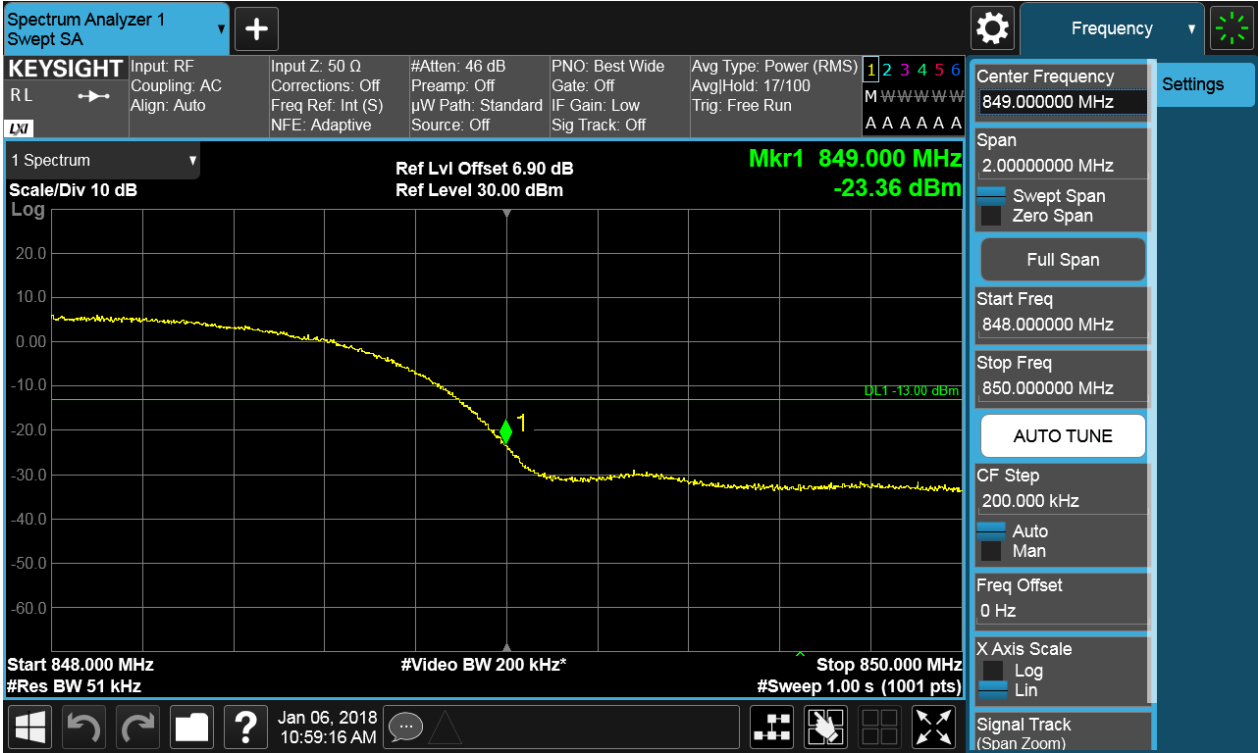 Spectrum Analyzer 1
Swept SA
+
Frequency
KEYSIGHT
R L
LXI
Input: RF
Coupling: AC
Align: Auto
Input Z: 50 Ω
Corrections: Off
Freq Ref: Int (S)
NFE: Adaptive
#Atten: 46 dB
Preamp: Off
µW Path: Standard
Source: Off
PNO: Best Wide
Gate: Off
IF Gain: Low
Sig Track: Off
Avg Type: Power (RMS)
Avg|Hold: 17/100
Trig: Free Run
1 2 3 4 5 6
M W W W W W
A A A A A A
1 Spectrum
Scale/Div 10 dB
Log
Ref Lvl Offset 6.90 dB
Ref Level 30.00 dBm
Mkr1 849.000 MHz
-23.36 dBm
20.0
10.0
0.00
-10.0
-20.0
-30.0
-40.0
-50.0
-60.0
DL1 -13.00 dBm
1
Start 848.000 MHz
#Res BW 51 kHz
#Video BW 200 kHz*
Stop 850.000 MHz
#Sweep 1.00 s (1001 pts)
Center Frequency
849.000000 MHz
Span
2.00000000 MHz
Swept Span
Zero Span
Full Span
Start Freq
848.000000 MHz
Stop Freq
850.000000 MHz
AUTO TUNE
CF Step
200.000 kHz
Auto
Man
Freq Offset
0 Hz
X Axis Scale
Log
Lin
Signal Track
(Span Zoom)
Settings
?
Jan 06, 2018
10:59:16 AM